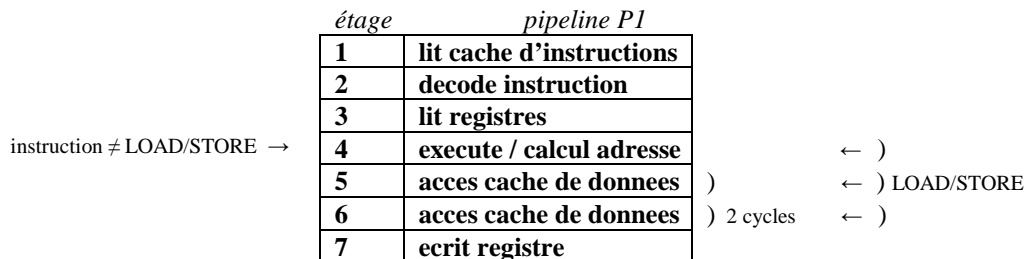 étage pipeline P1
1 lit cache d'instructions
2 decode instruction
3 lit registres
instruction ≠ LOAD/STORE → 4 execute / calcul adresse ← )
5 acces cache de donnees ) ← ) LOAD/STORE
6 acces cache de donnees ) 2 cycles ← )
7 ecrit registre